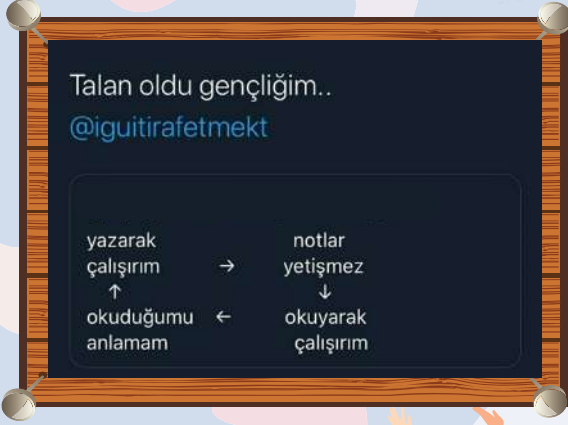 Talan oldu gençliğim..
@iguitirafetmekt
yazarak notlar
çalışırım → yetişmez
↑ ↓
okuduğumu ← okuyarak
anlamam çalışırım